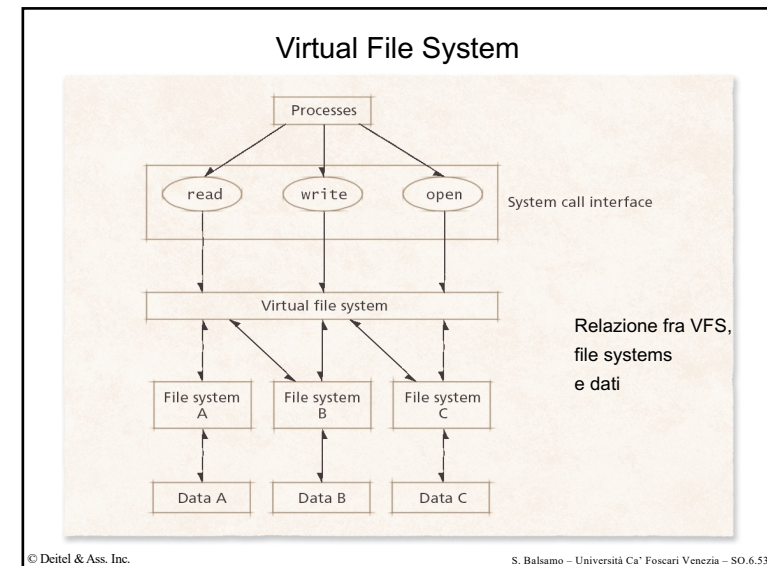 Virtual File System
Processes
read write open
System call interface
Virtual file system
Relazione fra VFS,
file systems
e dati
File system
A
File system
B
File system
C
Data A Data B Data C
© Deitel & Ass. Inc.
S. Balsamo – Università Ca’ Foscari Venezia – SO.6.53